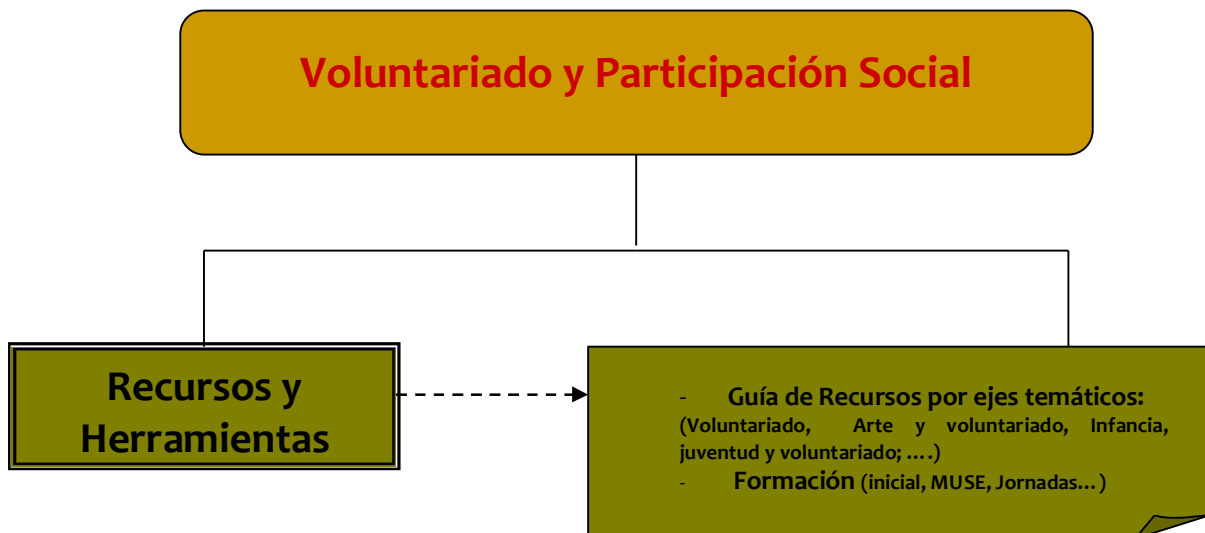 Voluntariado y Participación Social
Recursos y
Herramientas
- Guía de Recursos por ejes temáticos:
(Voluntariado, Arte y voluntariado, Infancia,
juventud y voluntariado; ….)
- Formación (inicial, MUSE, Jornadas… )